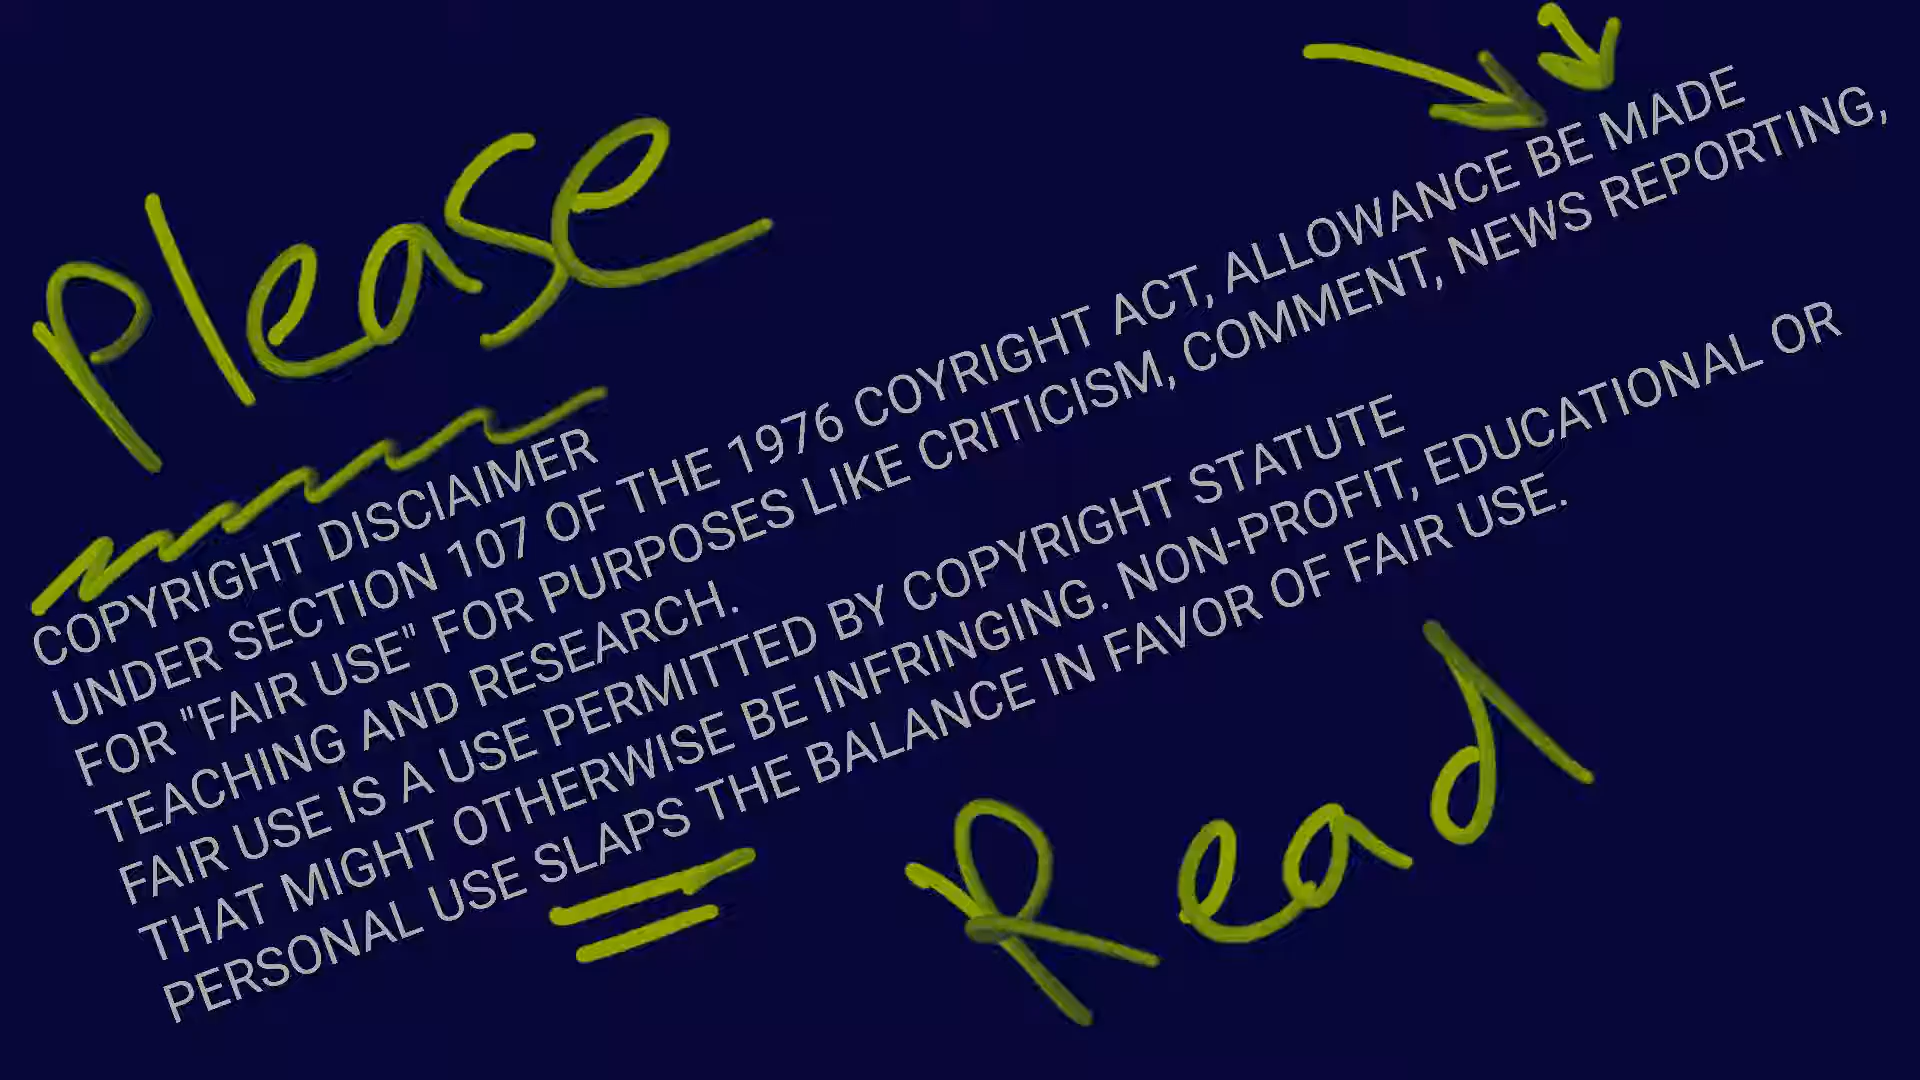 Please
COPYRIGHT DISCIAIMER
UNDER SECTION 107 OF THE 1976 COYRIGHT ACT, ALLOWANCE BE MADE
FOR "FAIR USE" FOR PURPOSES LIKE CRITICISM, COMMENT, NEWS REPORTING,
TEACHING AND RESEARCH.
FAIR USE IS A USE PERMITTED BY COPYRIGHT STATUTE
THAT MIGHT OTHERWISE BE INFRINGING. NON-PROFIT, EDUCATIONAL OR
PERSONAL USE SLAPS THE BALANCE IN FAVOR OF FAIR USE.
Read